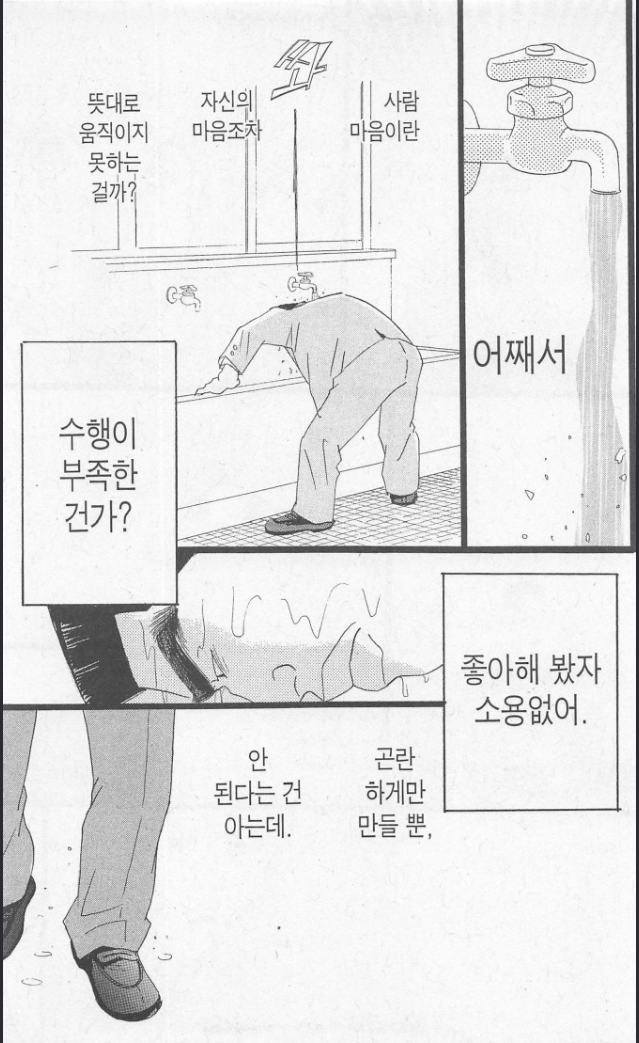 어째서
사람
마음이란
자신의
마음조차
뜻대로
움직이지
못하는
걸까?
쏴
수행이
부족한
건가?
좋아해 봤자
소용없어.
곤란
하게만
만들 뿐,
안
된다는 건
아는데.